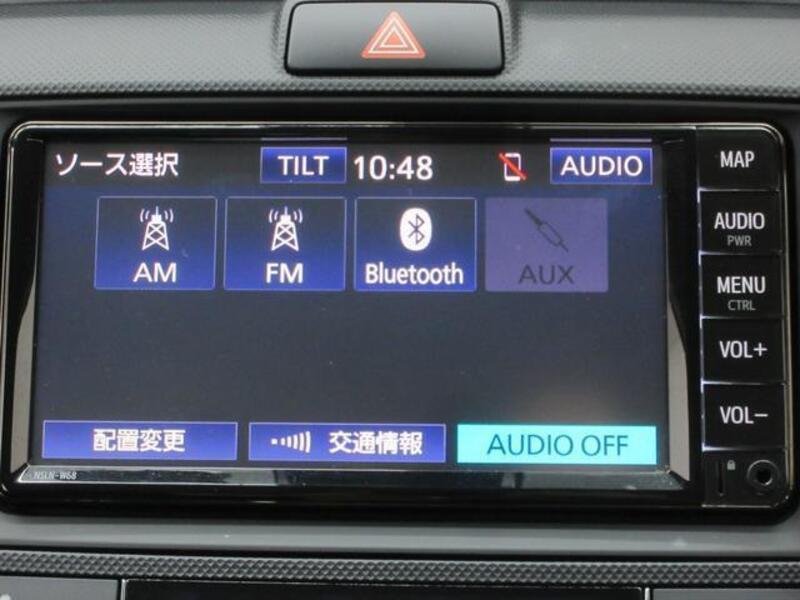 ソース選択 TILT 10:48 AUDIO
AM FM Bluetooth AUX
配置変更 交通情報 AUDIO OFF
NSLN-W68
MAP
AUDIO
PWR
MENU
CTRL
VOL+
VOL-